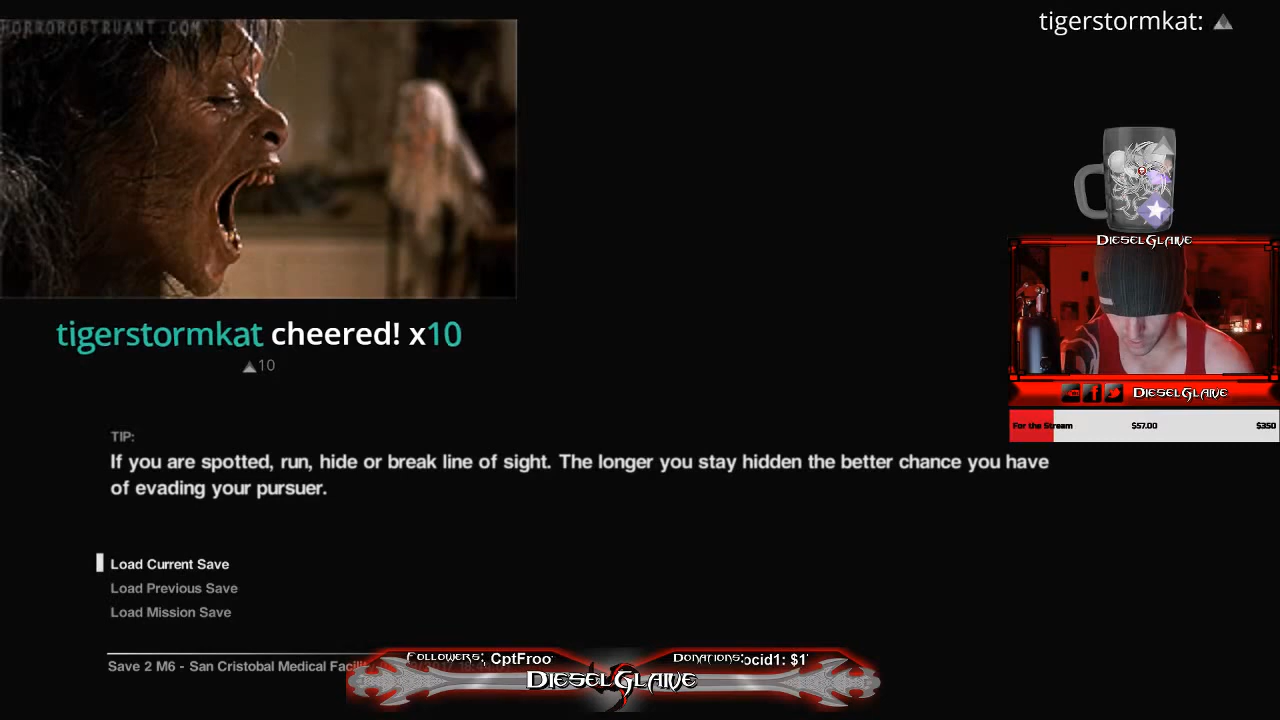 HORROROFTRUANT.COM
tigerstormkat:
tigerstormkat cheered! x10
10
DIESELGLAIVE
DIESELGLAIVE
For the Stream $57.00 $350
TIP:
If you are spotted, run, hide or break line of sight. The longer you stay hidden the better chance you have
of evading your pursuer.
Load Current Save
Load Previous Save
Load Mission Save
Save 2 M6 - San Cristobal Medical Facili
FOLLOWERS: CptFroo
DONATIONS: ocid1: $1
DIESELGLAIVE